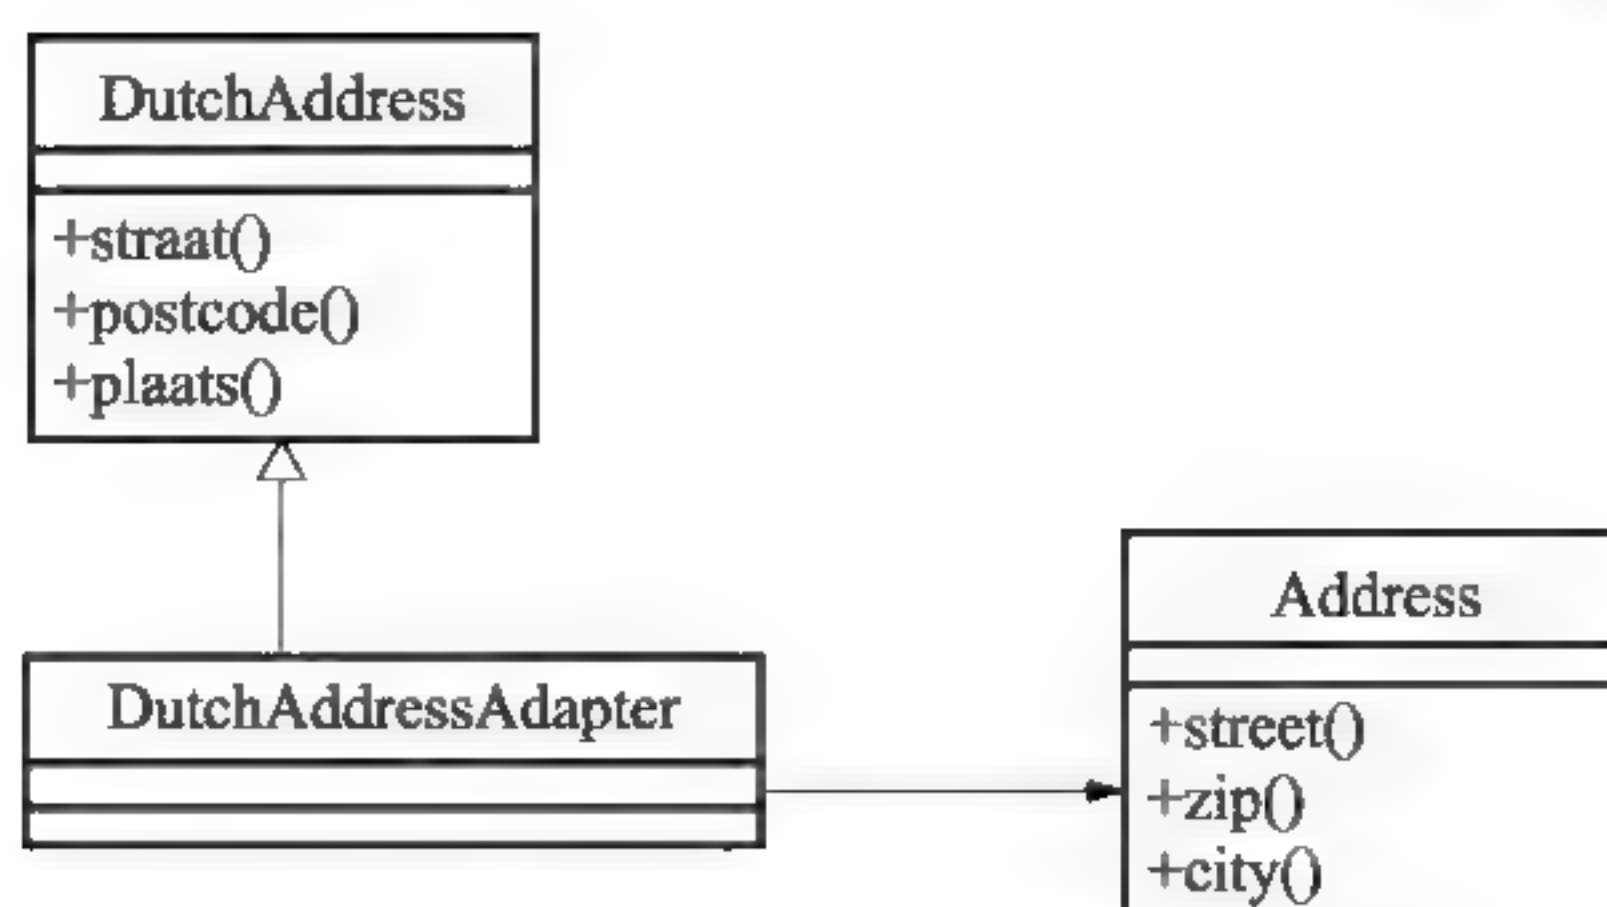 DutchAddress
+straat()
+postcode()
+plaats()
DutchAddressAdapter
Address
+street()
+zip()
+city()